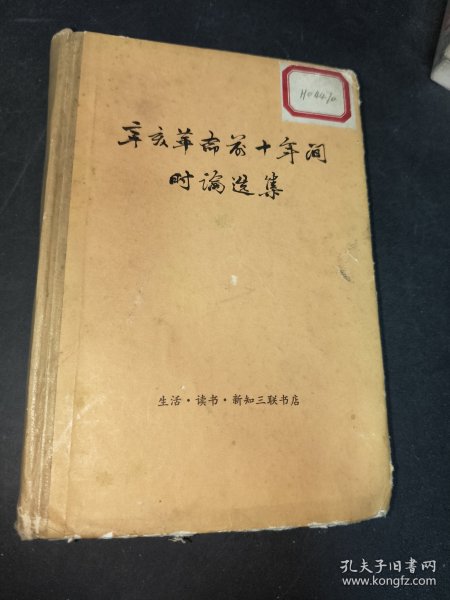 H04470
辛亥革命前十年间
时论选集
生活·读书·新知三联书店
孔夫子旧书网
www.kongfz.com